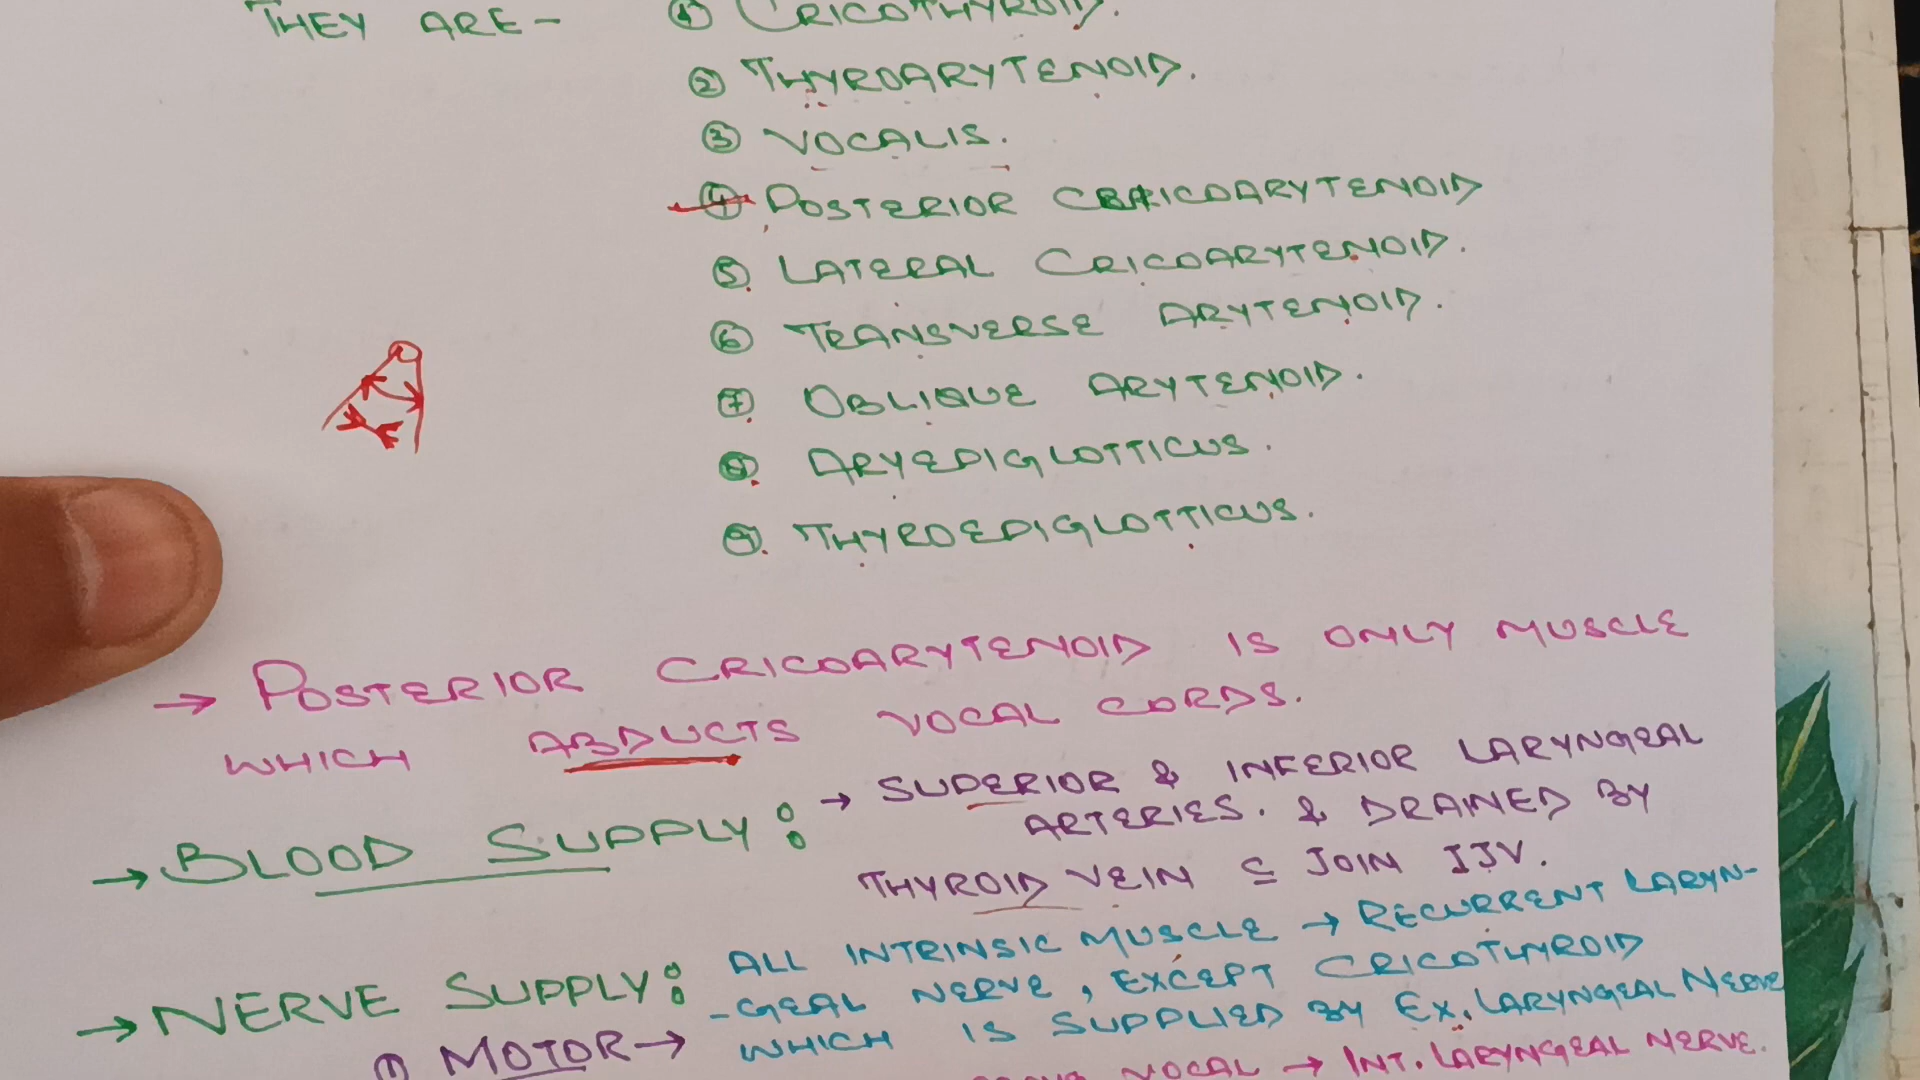 THEY ARE - ① CRICOTHYROID.
② THYROARYTENOID.
③ VOCALIS.
④ POSTERIOR CRICOARYTENOID
⑤ LATERAL CRICOARYTENOID.
⑥ TRANSVERSE ARYTENOID.
⑦ OBLIQUE ARYTENOID.
⑧ ARYEPIGLOTTICUS.
⑨. THYROEPIGLOTTICUS.
→ POSTERIOR CRICOARYTENOID IS ONLY MUSCLE
WHICH ABDUCTS VOCAL CORDS.
→ BLOOD SUPPLY: → SUPERIOR & INFERIOR LARYNGEAL
ARTERIES. & DRAINED BY
THYROID VEIN C̲ JOIN IJV.
→ NERVE SUPPLY: ALL INTRINSIC MUSCLE → RECURRENT LARYN-
-GEAL NERVE, EXCEPT CRICOTHYROID
① MOTOR → WHICH IS SUPPLIED BY EX. LARYNGEAL NERVE
VOCAL → INT. LARYNGEAL NERVE.